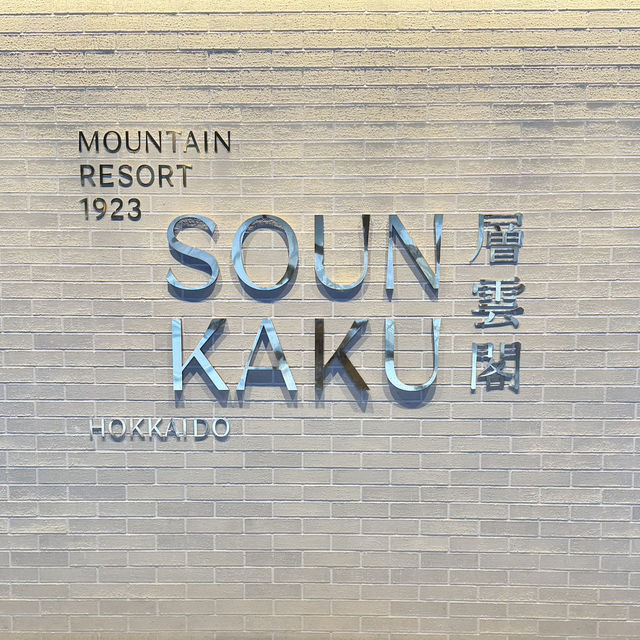 MOUNTAIN
RESORT
1923
SOUN
KAKU
層雲閣
HOKKAIDO